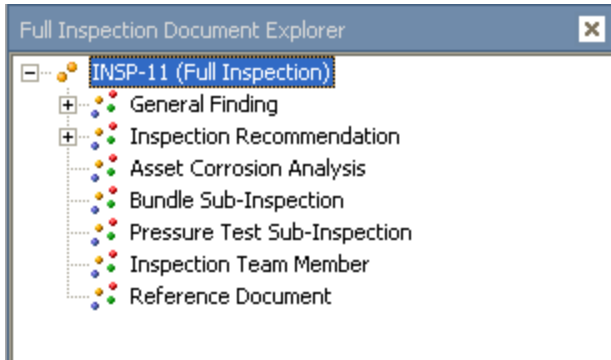 Full Inspection Document Explorer
INSP-11 (Full Inspection)
General Finding
Inspection Recommendation
Asset Corrosion Analysis
Bundle Sub-Inspection
Pressure Test Sub-Inspection
Inspection Team Member
Reference Document